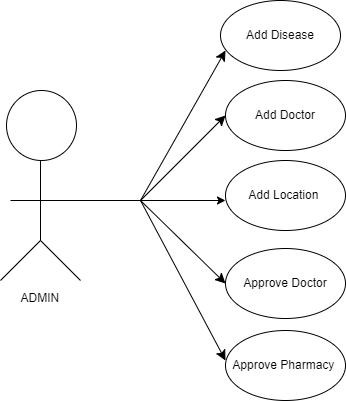 Add Disease
Add Doctor
Add Location
Approve Doctor
ADMIN
Approve Pharmacy